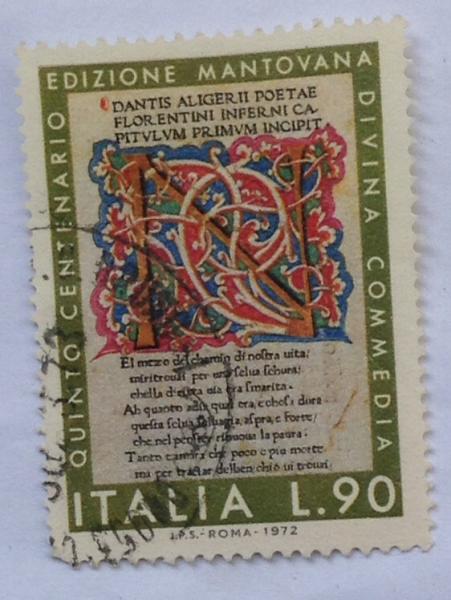 QUINTO CENTENARIO
EDIZIONE MANTOVANA
DIVINA COMMEDIA
DANTIS ALIGERII POETAE
FLORENTINI INFERNI CA-
PITVLVM PRIMVM INCIPIT
N
El mezo del chamin di nostra uita/
mi ritrouai per una selua schura:
chella diritta uia era smarita.
Ah quanto adir qual era, e chosa dura
questa selua seluagia, aspra, e forte/
che nel pensier rinoua la paura.
Tanto e amara che poco e piu morte
ma per trattar del ben, chio ui trouai
ITALIA L.90
I.P.S.-ROMA-1972